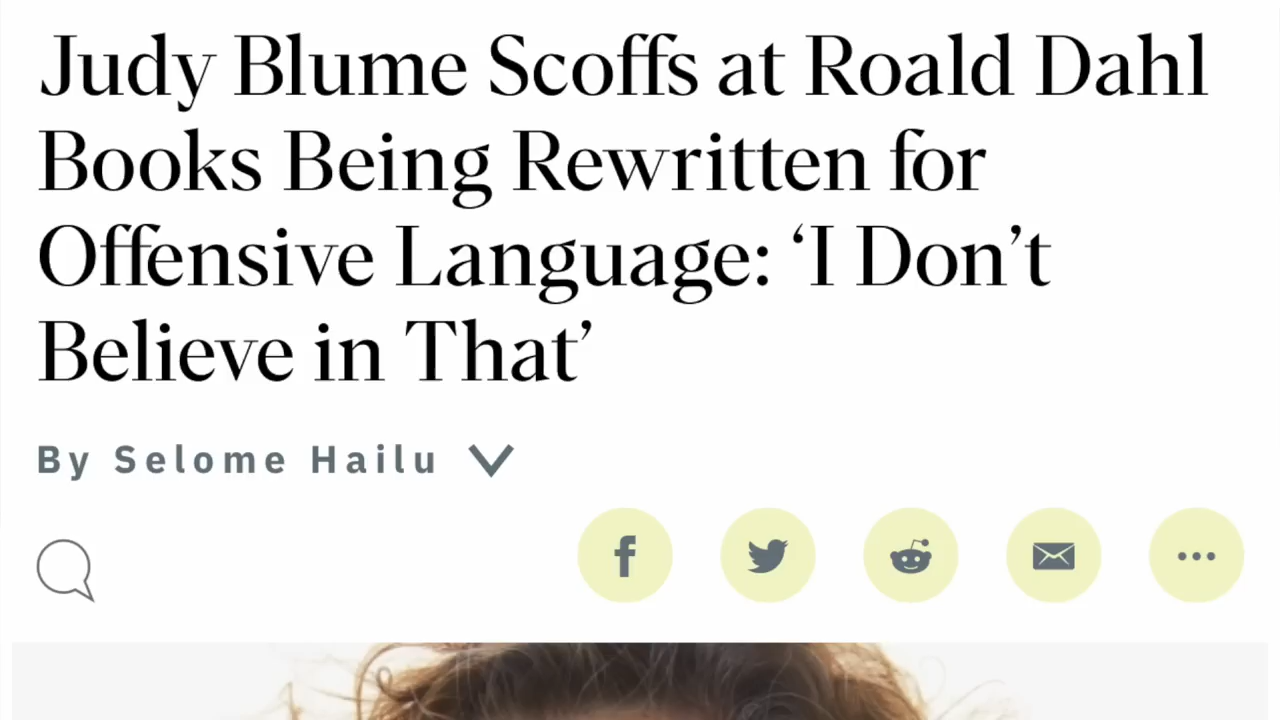 Judy Blume Scoffs at Roald Dahl
Books Being Rewritten for
Offensive Language: ‘I Don’t
Believe in That’
By Selome Hailu